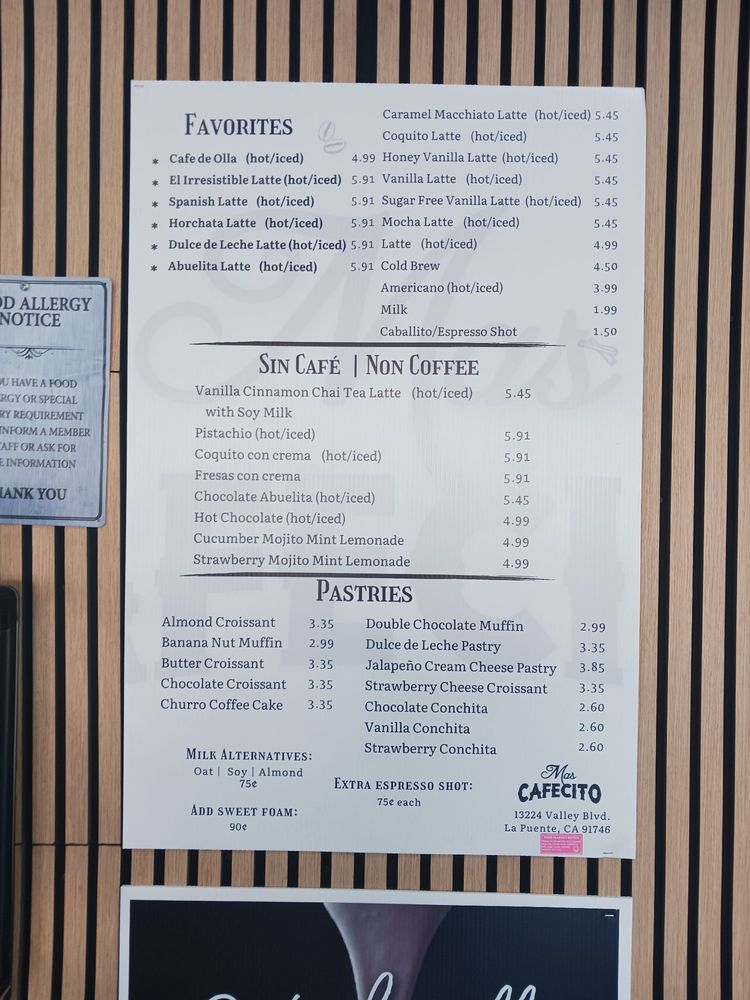 FAVORITES
* Cafe de Olla (hot/iced) 4.99
* El Irresistible Latte (hot/iced) 5.91
* Spanish Latte (hot/iced) 5.91
* Horchata Latte (hot/iced) 5.91
* Dulce de Leche Latte (hot/iced) 5.91
* Abuelita Latte (hot/iced) 5.91
Caramel Macchiato Latte (hot/iced) 5.45
Coquito Latte (hot/iced) 5.45
Honey Vanilla Latte (hot/iced) 5.45
Vanilla Latte (hot/iced) 5.45
Sugar Free Vanilla Latte (hot/iced) 5.45
Mocha Latte (hot/iced) 5.45
Latte (hot/iced) 4.99
Cold Brew 4.50
Americano (hot/iced) 3.99
Milk 1.99
Caballito/Espresso Shot 1.50
SIN CAFÉ | NON COFFEE
Vanilla Cinnamon Chai Tea Latte (hot/iced) 5.45
with Soy Milk
Pistachio (hot/iced) 5.91
Coquito con crema (hot/iced) 5.91
Fresas con crema 5.91
Chocolate Abuelita (hot/iced) 5.45
Hot Chocolate (hot/iced) 4.99
Cucumber Mojito Mint Lemonade 4.99
Strawberry Mojito Mint Lemonade 4.99
PASTRIES
Almond Croissant 3.35
Banana Nut Muffin 2.99
Butter Croissant 3.35
Chocolate Croissant 3.35
Churro Coffee Cake 3.35
Double Chocolate Muffin 2.99
Dulce de Leche Pastry 3.35
Jalapeño Cream Cheese Pastry 3.85
Strawberry Cheese Croissant 3.35
Chocolate Conchita 2.60
Vanilla Conchita 2.60
Strawberry Conchita 2.60
MILK ALTERNATIVES:
Oat | Soy | Almond
75¢
ADD SWEET FOAM:
90¢
EXTRA ESPRESSO SHOT:
75¢ each
Mas
CAFECITO
13224 Valley Blvd.
La Puente, CA 91746
OD ALLERGY
NOTICE
OU HAVE A FOOD
RGY OR SPECIAL
RY REQUIREMENT
INFORM A MEMBER
AFF OR ASK FOR
E INFORMATION
HANK YOU